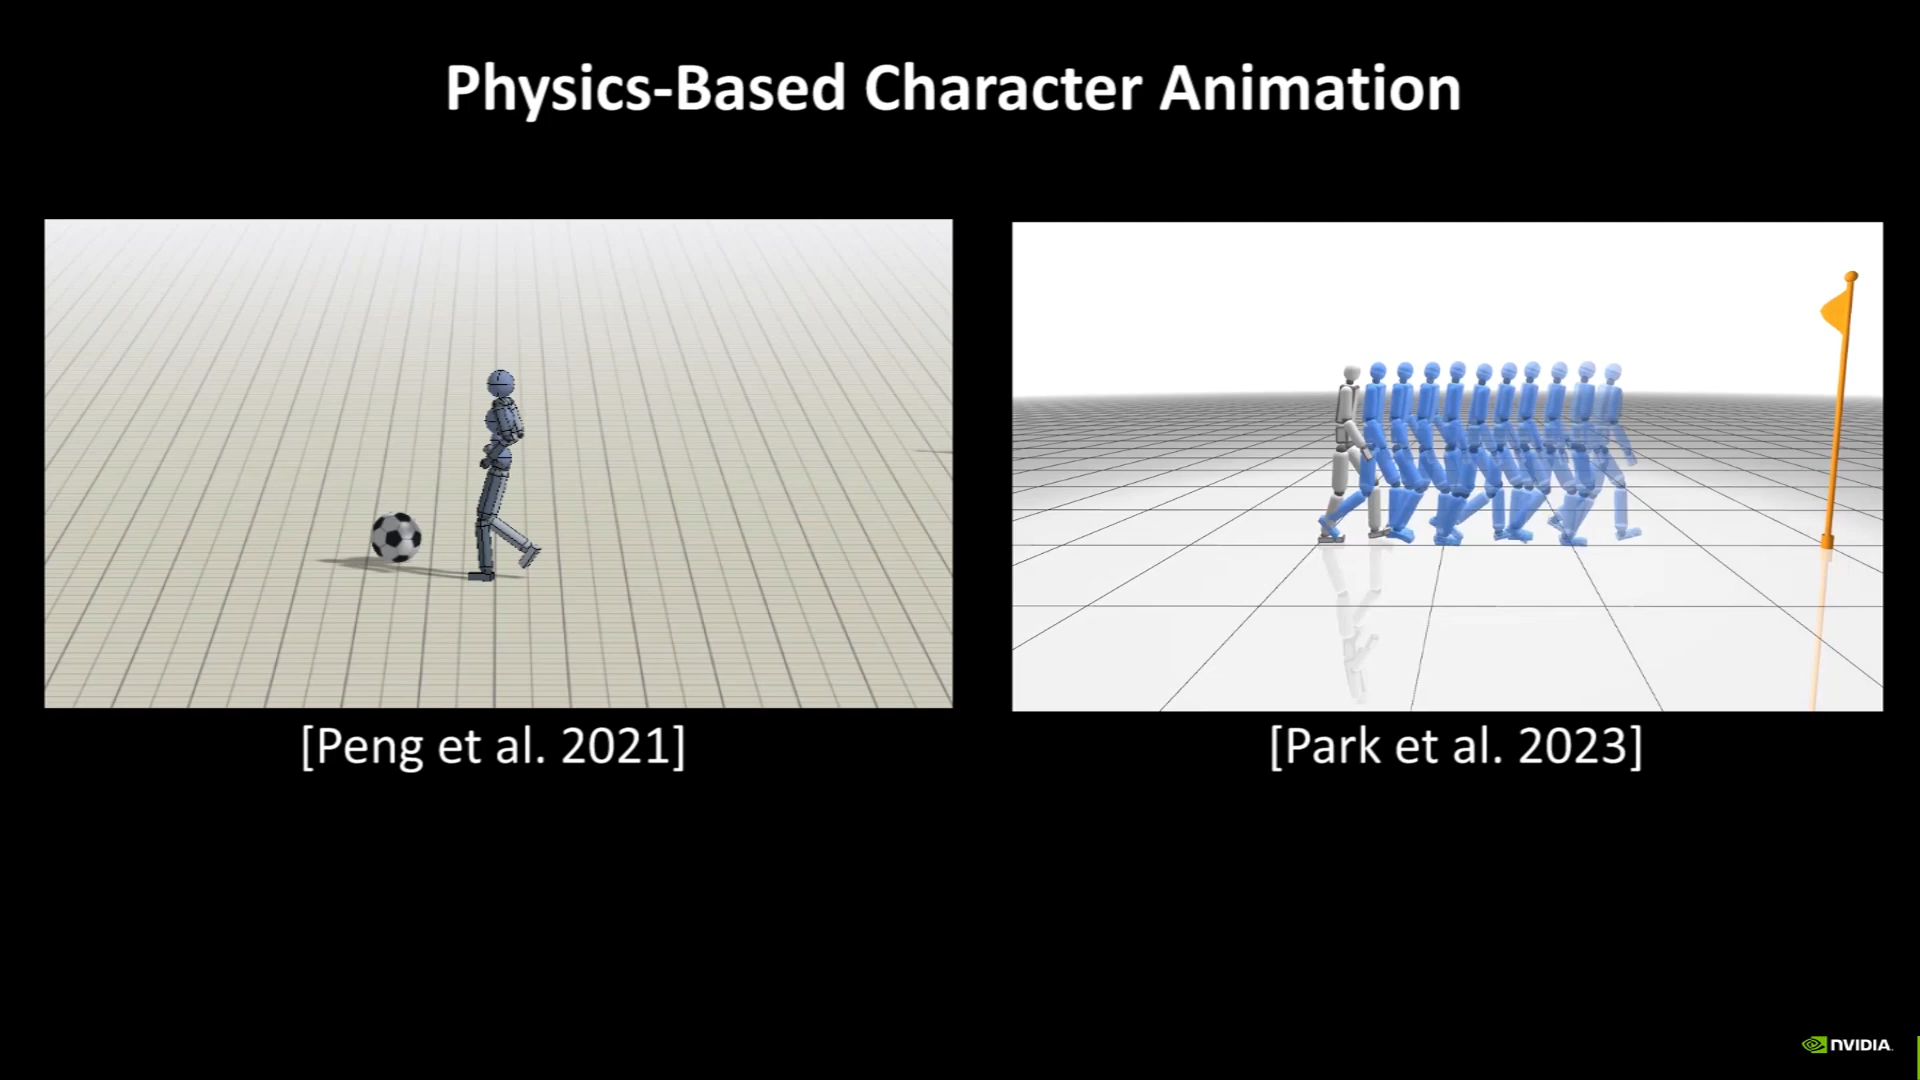 Physics-Based Character Animation
[Peng et al. 2021]
[Park et al. 2023]
NVIDIA.